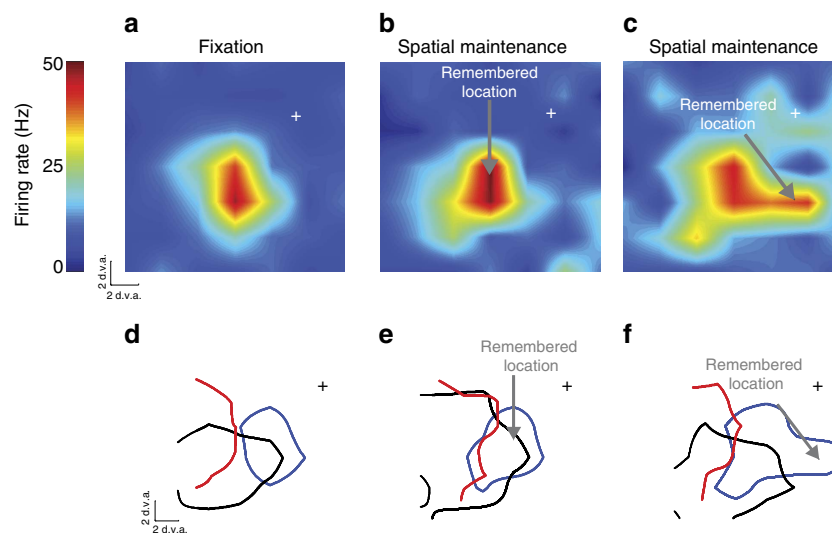 a
Fixation
b
Spatial maintenance
Remembered
location
c
Spatial maintenance
Remembered
location
Firing rate (Hz)
50
25
0
2 d.v.a.
2 d.v.a.
d
e
Remembered
location
f
Remembered
location
2 d.v.a.
2 d.v.a.